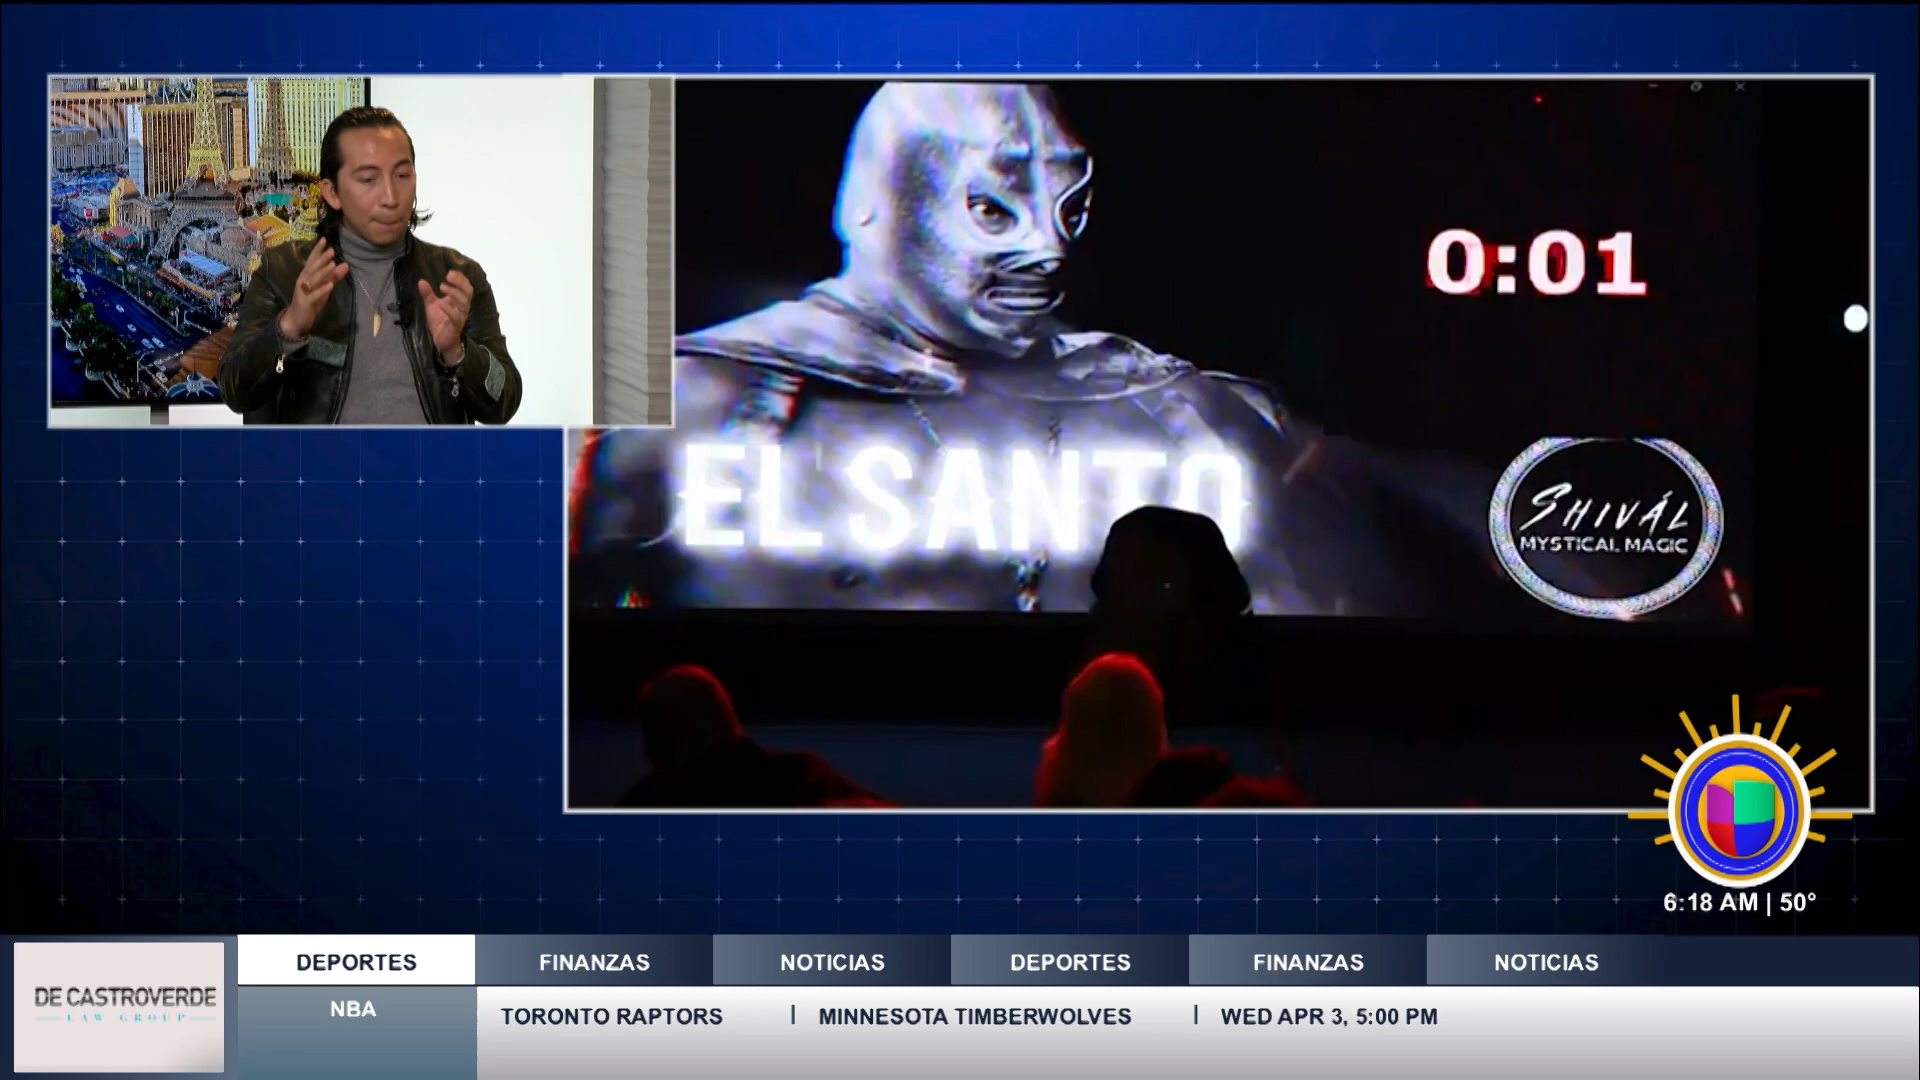 0:01
EL SANTO
SHIVÁL
MYSTICAL MAGIC
6:18 AM | 50°
DE CASTROVERDE
LAW GROUP
DEPORTES
FINANZAS
NOTICIAS
DEPORTES
FINANZAS
NOTICIAS
NBA
TORONTO RAPTORS | MINNESOTA TIMBERWOLVES | WED APR 3, 5:00 PM